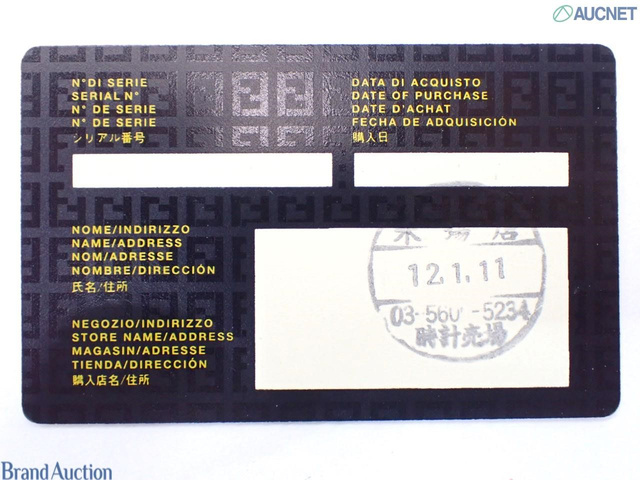 AUCNET
N° DI SERIE
SERIAL N°
N° DE SERIE
N° DE SERIE
シリアル番号
DATA DI ACQUISTO
DATE OF PURCHASE
DATE D'ACHAT
FECHA DE ADQUISICIÓN
購入日
NOME/INDIRIZZO
NAME/ADDRESS
NOM/ADRESSE
NOMBRE/DIRECCIÓN
氏名/住所
12.1.11
5234
時計売場
NEGOZIO/INDIRIZZO
STORE NAME/ADDRESS
MAGASIN/ADRESSE
TIENDA/DIRECCIÓN
購入店名/住所
Brand Auction